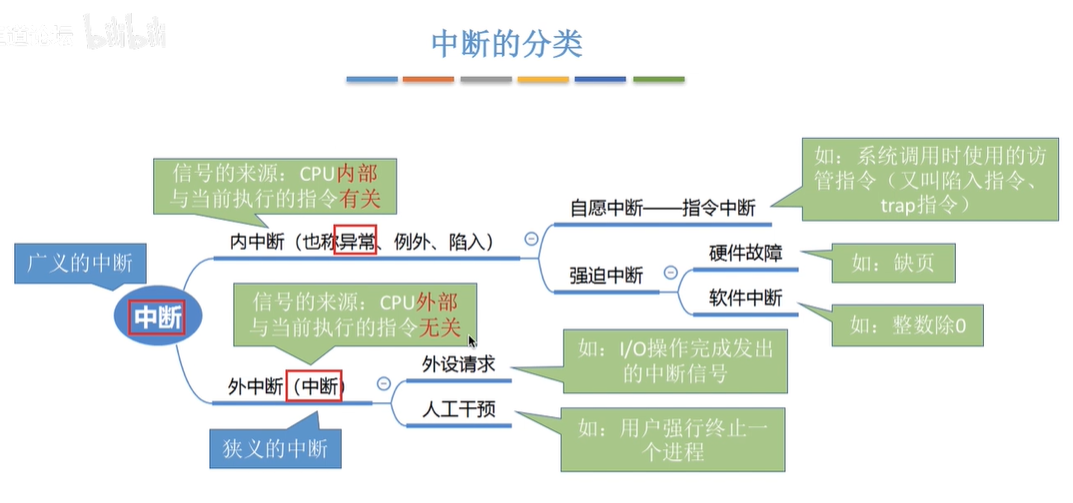 bilibili
中断的分类
信号的来源：CPU内部
与当前执行的指令有关
如：系统调用时使用的访
管指令（又叫陷入指令、
trap指令）
自愿中断——指令中断
内中断（也称异常、例外、陷入）
广义的中断
硬件故障
如：缺页
强迫中断
软件中断
如：整数除0
信号的来源：CPU外部
与当前执行的指令无关
中断
外设请求
如：I/O操作完成发出
的中断信号
外中断（中断）
人工干预
如：用户强行终止一
个进程
狭义的中断